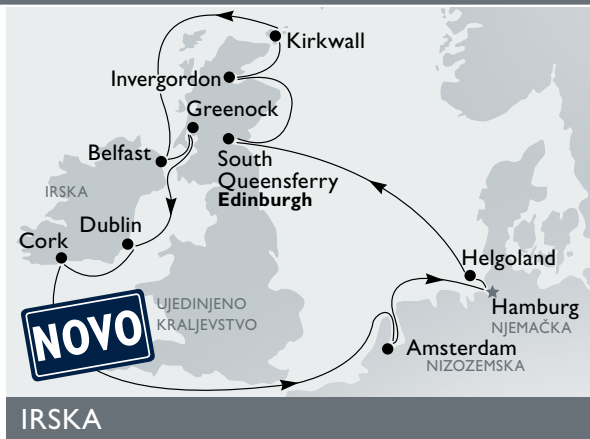 Kirkwall
Invergordon
Greenock
Belfast
South
Queensferry
Edinburgh
IRSKA
Dublin
Cork
Helgoland
Hamburg
NJEMAČKA
UJEDINJENO
KRALJEVSTVO
NOVO
Amsterdam
NIZOZEMSKA
IRSKA